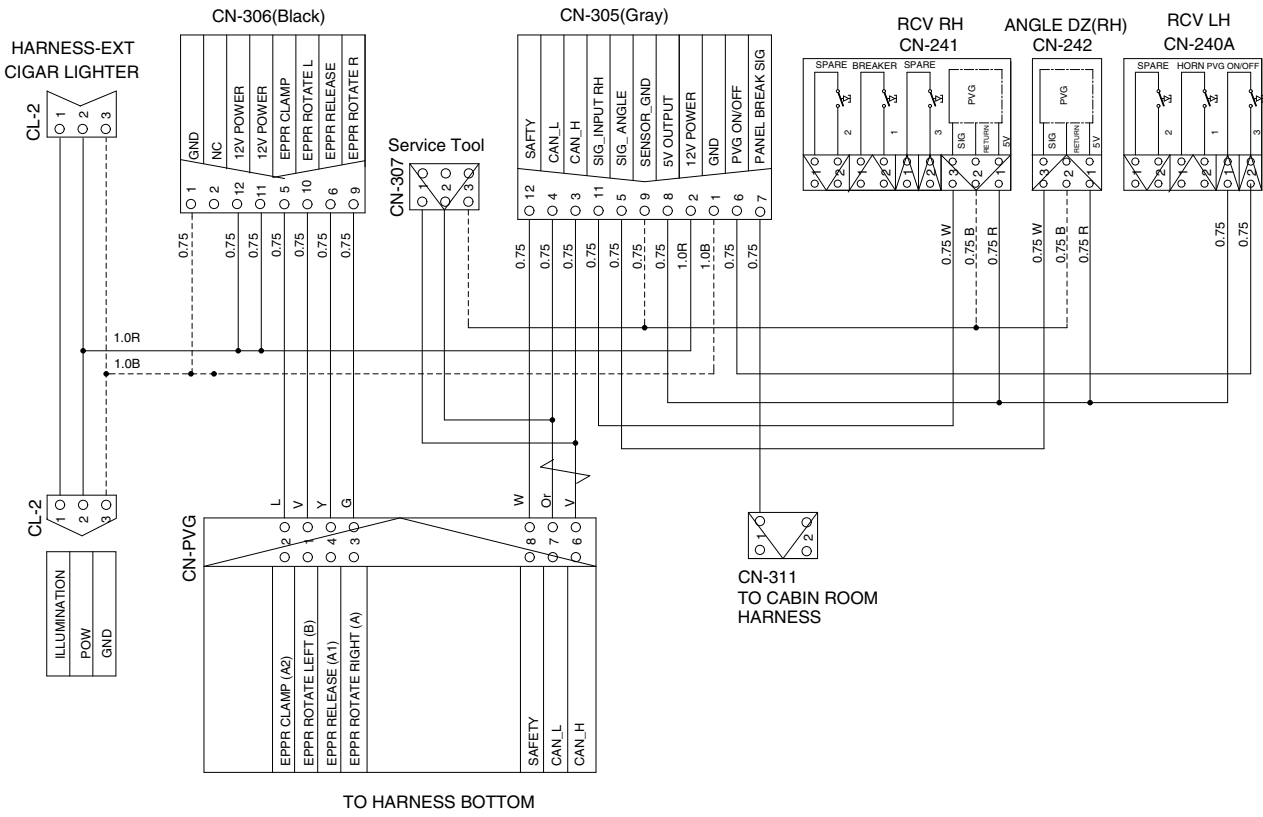 CN-306(Black)
CN-305(Gray)
RCV RH
CN-241
ANGLE DZ(RH)
CN-242
RCV LH
CN-240A
HARNESS-EXT
CIGAR LIGHTER
CL-2
1
2
3
GND
NC
12V POWER
12V POWER
EPPR CLAMP
EPPR ROTATE L
EPPR RELEASE
EPPR ROTATE R
1
2
12
11
5
10
6
9
0.75
0.75
0.75
0.75
0.75
0.75
0.75
Service Tool
CN-307
1
2
3
SAFTY
CAN_L
CAN_H
SIG_INPUT RH
SIG_ANGLE
SENSOR_GND
5V OUTPUT
12V POWER
GND
PVG ON/OFF
PANEL BREAK SIG
12
4
3
11
5
9
8
2
1
6
7
0.75
0.75
0.75
0.75
0.75
0.75
0.75
1.0R
1.0B
0.75
0.75
SPARE
BREAKER
SPARE
2
1
3
PVG
SIG
RETURN
5V
1
2
1
2
1
2
3
2
1
0.75 W
0.75 B
0.75 R
PVG
SIG
RETURN
5V
3
2
1
0.75 W
0.75 B
0.75 R
SPARE
HORN
PVG ON/OFF
2
1
3
1
2
1
2
1
2
0.75
0.75
1.0R
1.0B
L
V
Y
G
W
Or
V
CL-2
1
2
3
ILLUMINATION
POW
GND
CN-PVG
2
1
4
3
8
7
6
EPPR CLAMP (A2)
EPPR ROTATE LEFT (B)
EPPR RELEASE (A1)
EPPR ROTATE RIGHT (A)
SAFETY
CAN_L
CAN_H
1
2
CN-311
TO CABIN ROOM
HARNESS
TO HARNESS BOTTOM